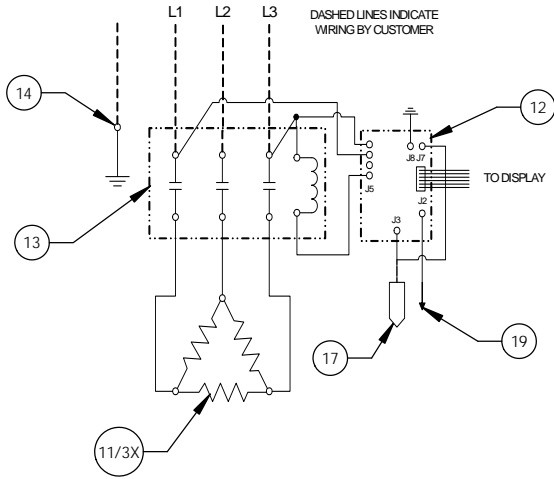 L1 L2 L3 DASHED LINES INDICATE
WIRING BY CUSTOMER
14
12
J8 J7
J5
TO DISPLAY
J3
J2
13
17
19
11/3X